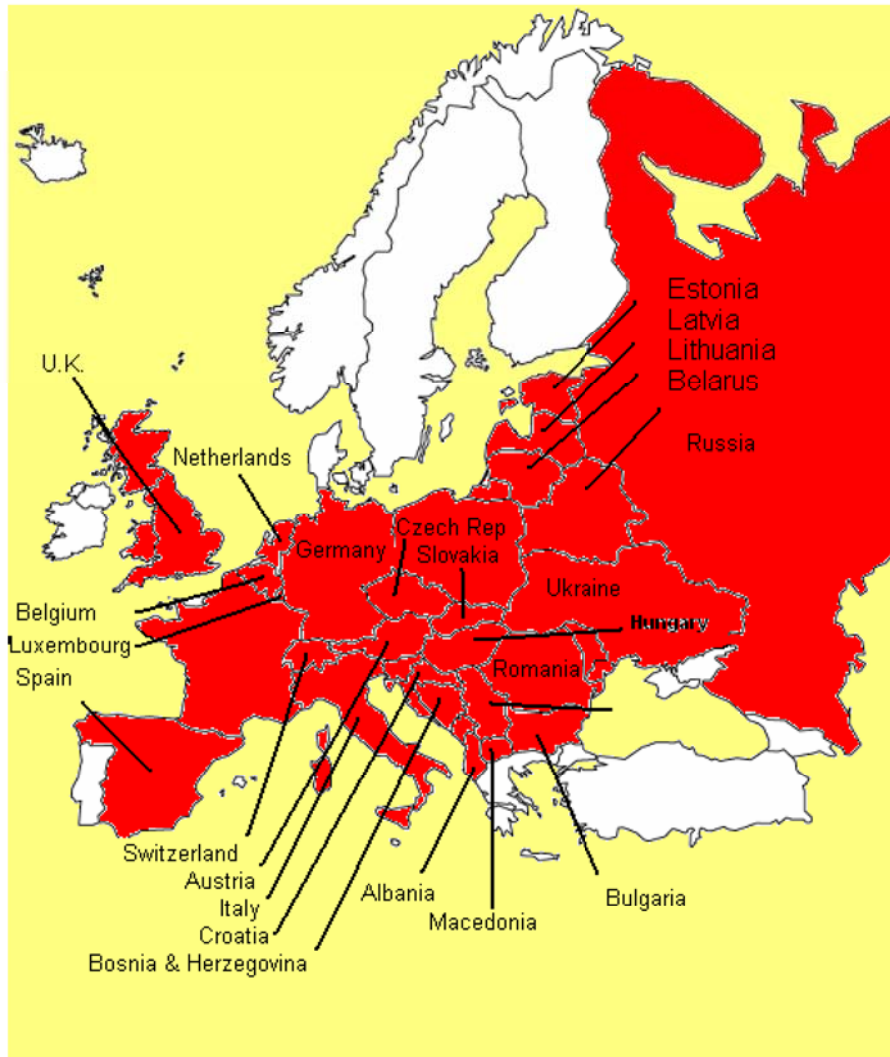 Estonia
Latvia
Lithuania
Belarus
U.K.
Russia
Netherlands
Czech Rep
Germany
Slovakia
Ukraine
Belgium
Hungary
Luxembourg
Romania
Spain
Switzerland
Austria
Albania
Bulgaria
Italy
Macedonia
Croatia
Bosnia & Herzegovina